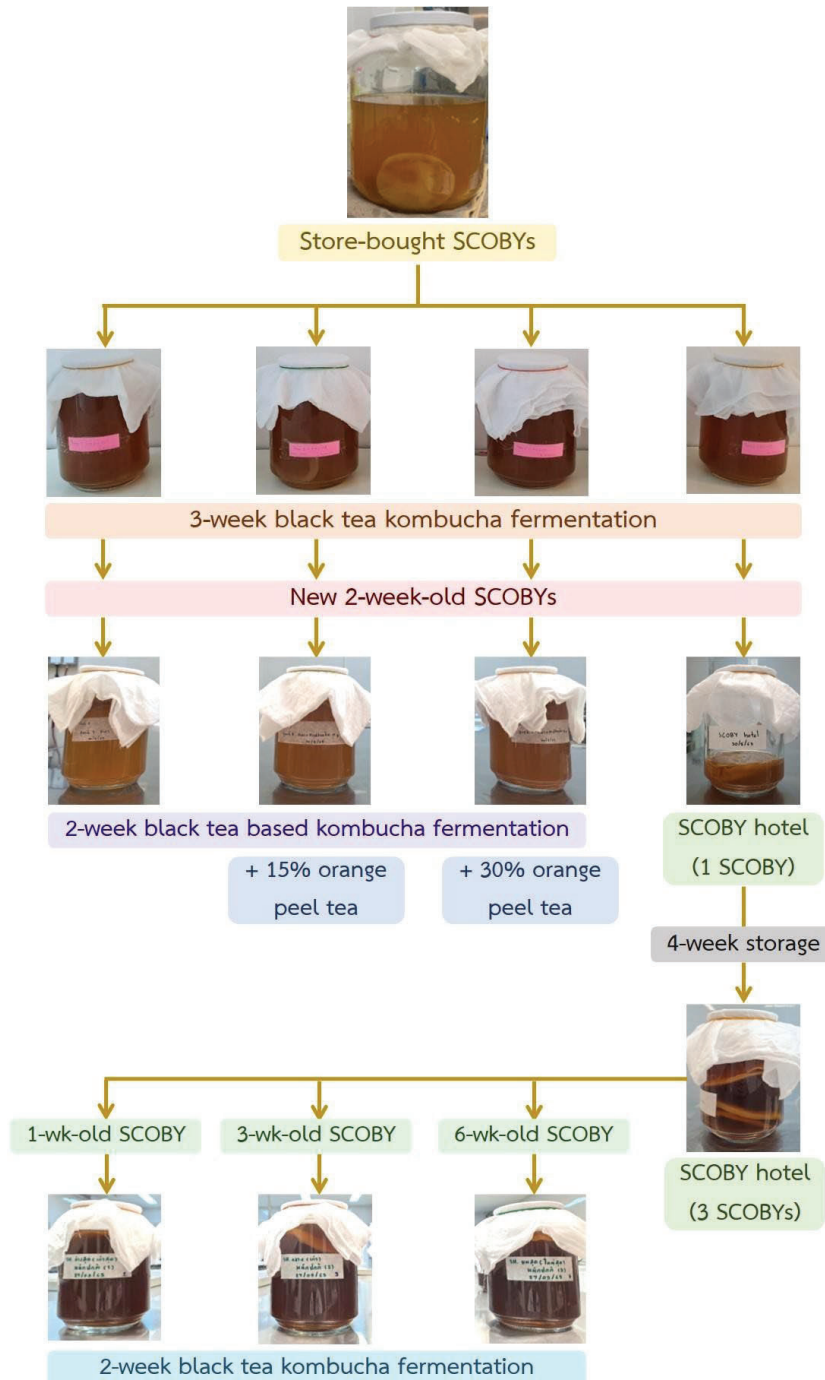 Store-bought SCOBYs
3-week black tea kombucha fermentation
New 2-week-old SCOBYs
SCOBY hotel
2-week black tea based kombucha fermentation
SCOBY hotel
(1 SCOBY)
+ 15% orange
peel tea
+ 30% orange
peel tea
4-week storage
1-wk-old SCOBY
3-wk-old SCOBY
6-wk-old SCOBY
SCOBY hotel
(3 SCOBYs)
2-week black tea kombucha fermentation